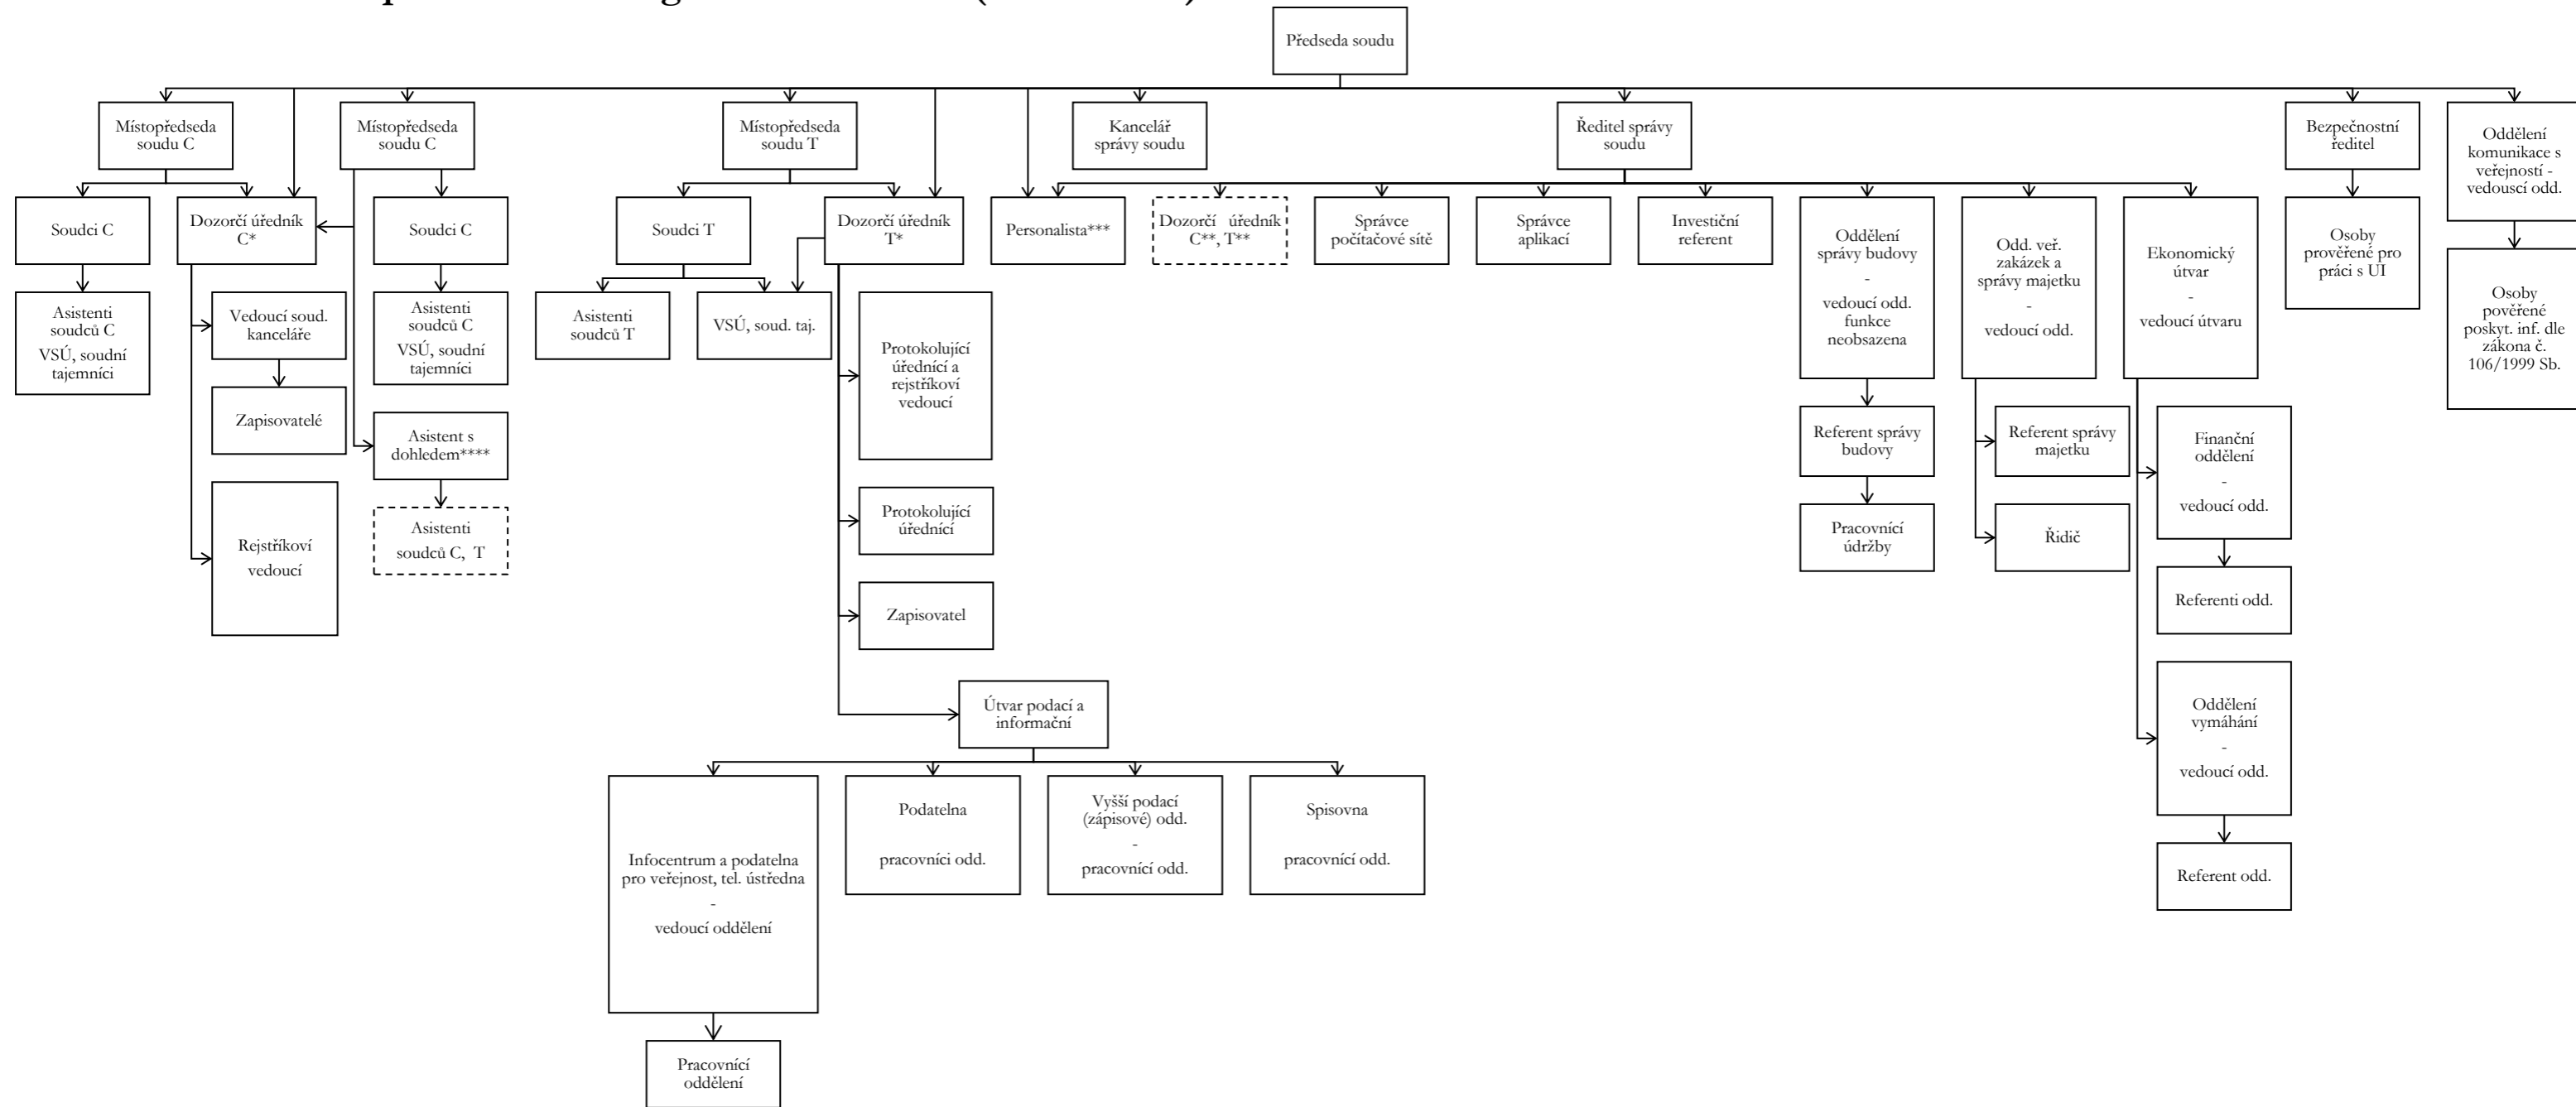 Předseda soudu
Místopředseda
soudu C
Místopředseda
soudu C
Místopředseda
soudu T
Kancelář
správy soudu
Ředitel správy
soudu
Bezpečnostní
ředitel
Oddělení
komunikace s
veřejností -
vedouscí odd.
Soudci C
Dozorčí úředník
C*
Soudci C
Soudci T
Dozorčí úředník
T*
Personalista***
Dozorčí úředník
C**, T**
Správce
počítačové sítě
Správce
aplikací
Investiční
referent
Oddělení
správy budovy
-
vedoucí odd.
funkce
neobsazena
Odd. veř.
zakázek a
správy majetku
-
vedoucí odd.
Ekonomický
útvar
-
vedoucí útvaru
Osoby
prověřené pro
práci s UI
Osoby
pověřené
poskyt. inf. dle
zákona č.
106/1999 Sb.
Asistenti
soudců C
VSÚ, soudní
tajemníci
Vedoucí soud.
kanceláře
Asistenti
soudců C
VSÚ, soudní
tajemníci
Asistenti
soudců T
VSÚ, soud. taj.
Protokolující
úřednící a
rejstříkoví
vedoucí
Zapisovatelé
Asistent s
dohledem****
Referent správy
budovy
Referent správy
majetku
Finanční
oddělení
-
vedoucí odd.
Rejstříkoví
vedoucí
Asistenti
soudců C, T
Protokolující
úřednící
Pracovnící
údržby
Řidič
Zapisovatel
Referenti odd.
Útvar podací a
informační
Oddělení
vymáhání
-
vedoucí odd.
Infocentrum a podatelna
pro veřejnost, tel. ústředna
-
vedoucí oddělení
Podatelna
pracovníci odd.
Vyšší podací
(zápisové) odd.
-
pracovnící odd.
Spisovna
pracovnící odd.
Referent odd.
Pracovnící
oddělení